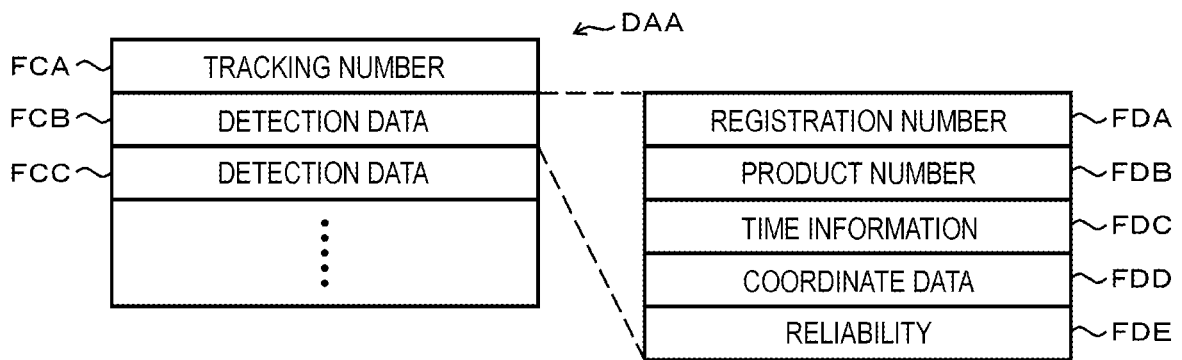 DAA
FCA TRACKING NUMBER
FCB DETECTION DATA
FCC DETECTION DATA
REGISTRATION NUMBER FDA
PRODUCT NUMBER FDB
TIME INFORMATION FDC
COORDINATE DATA FDD
RELIABILITY FDE